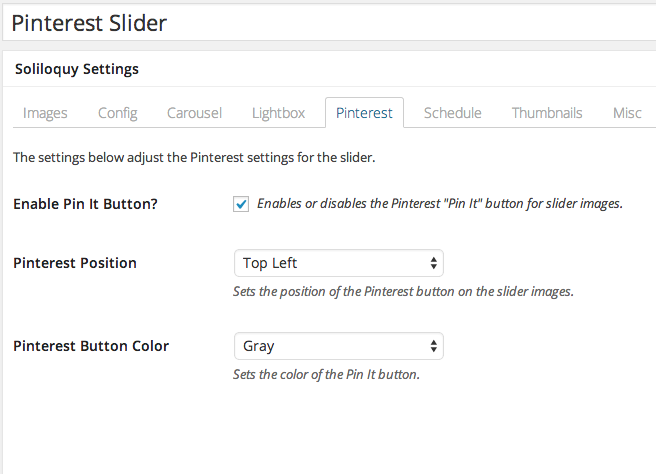 Pinterest Slider
Soliloquy Settings
Images Config Carousel Lightbox Pinterest Schedule Thumbnails Misc
The settings below adjust the Pinterest settings for the slider.
Enable Pin It Button? Enables or disables the Pinterest "Pin It" button for slider images.
Pinterest Position Top Left
Sets the position of the Pinterest button on the slider images.
Pinterest Button Color Gray
Sets the color of the Pin It button.